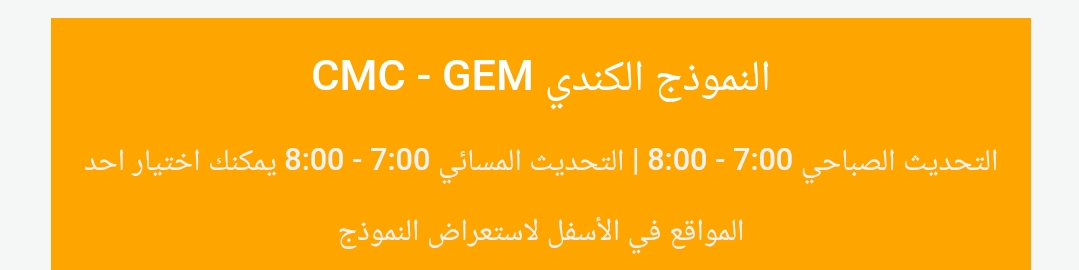 النموذج الكندي CMC - GEM
التحديث الصباحي 7:00 - 8:00 | التحديث المسائي 7:00 - 8:00 يمكنك اختيار احد
المواقع في الأسفل لاستعراض النموذج